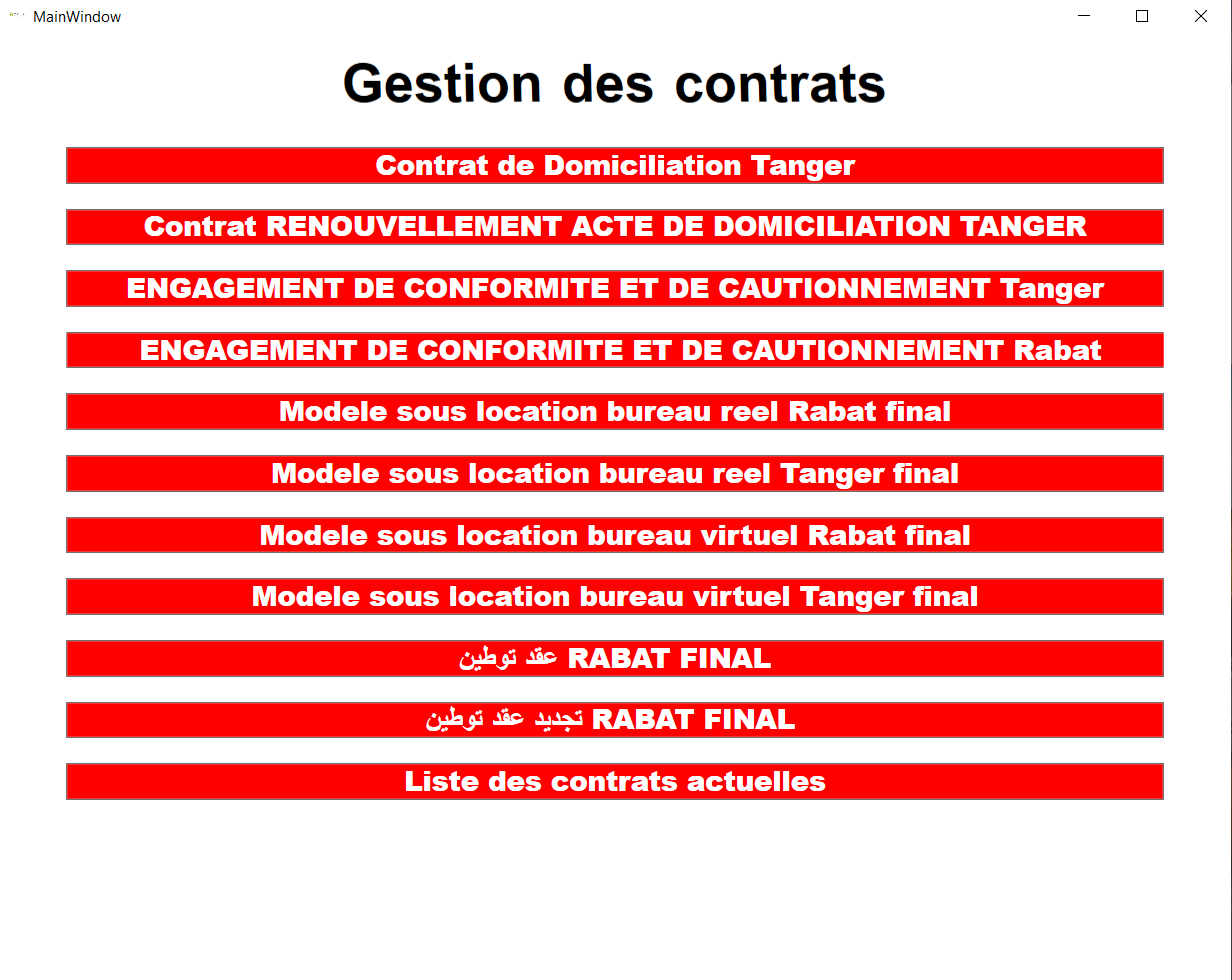 MainWindow
Gestion des contrats
Contrat de Domiciliation Tanger
Contrat RENOUVELLEMENT ACTE DE DOMICILIATION TANGER
ENGAGEMENT DE CONFORMITE ET DE CAUTIONNEMENT Tanger
ENGAGEMENT DE CONFORMITE ET DE CAUTIONNEMENT Rabat
Modele sous location bureau reel Rabat final
Modele sous location bureau reel Tanger final
Modele sous location bureau virtuel Rabat final
Modele sous location bureau virtuel Tanger final
عقد توطين RABAT FINAL
تجديد عقد توطين RABAT FINAL
Liste des contrats actuelles